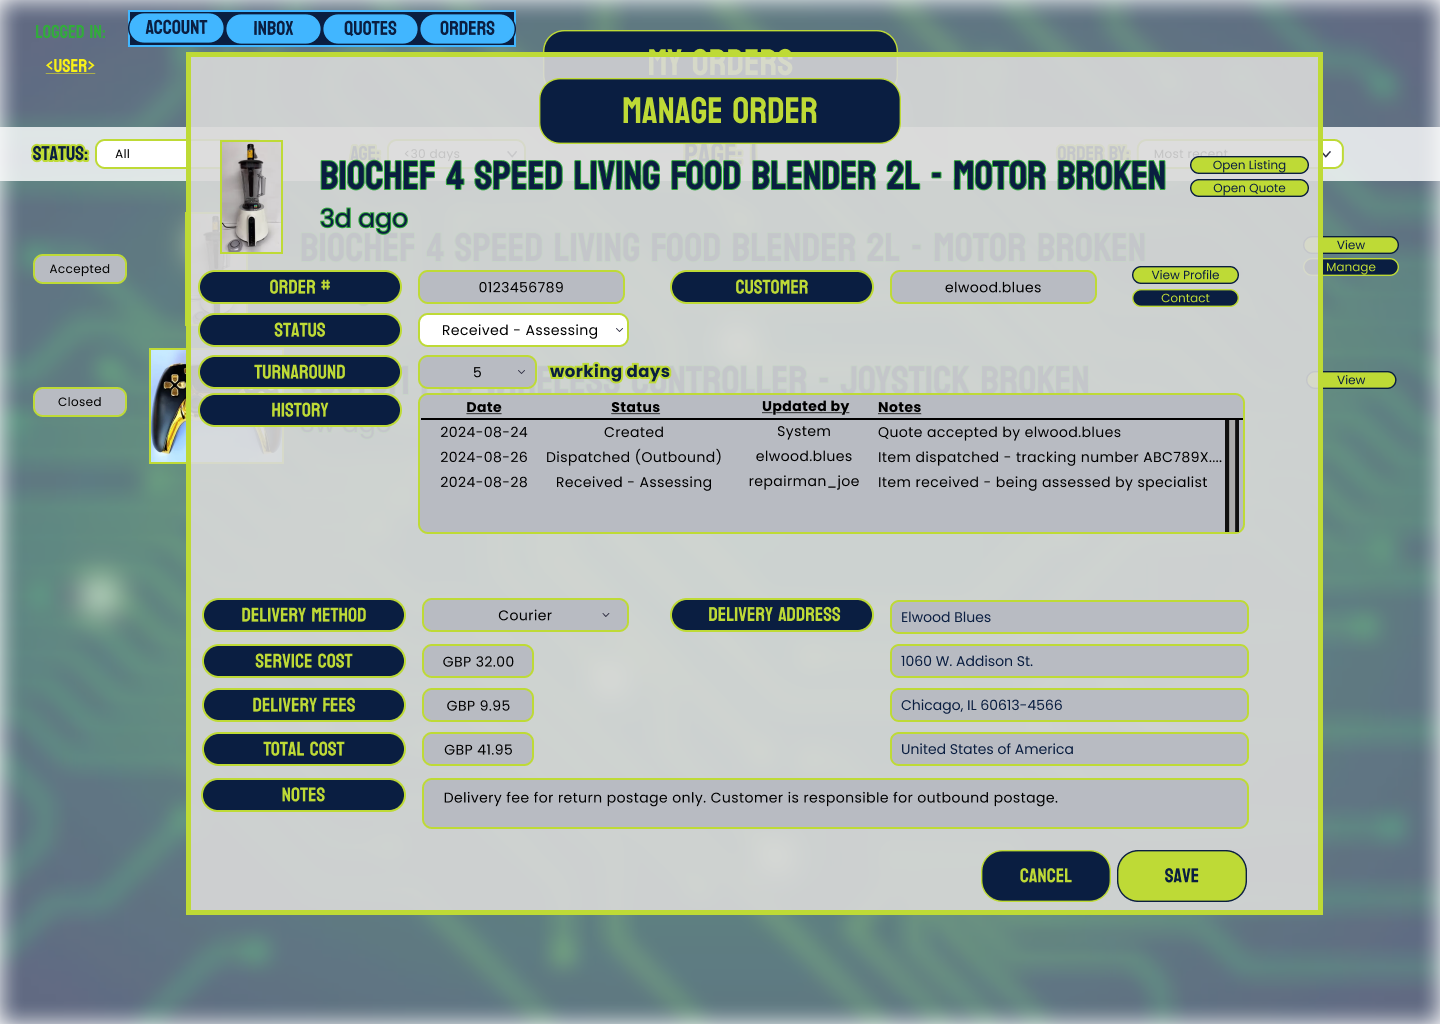 LOGGED IN:
<USER>
ACCOUNT
INBOX
QUOTES
ORDERS
MY ORDERS
MANAGE ORDER
STATUS:
All
AGE:
<30 days
PAGE: 1
ORDER BY:
Most recent
BIOCHEF 4 SPEED LIVING FOOD BLENDER 2L - MOTOR BROKEN
3d ago
Open Listing
Open Quote
BIOCHEF 4 SPEED LIVING FOOD BLENDER 2L - MOTOR BROKEN
Accepted
View
Manage
ORDER #
0123456789
CUSTOMER
elwood.blues
View Profile
Contact
STATUS
Received - Assessing
TURNAROUND
5
working days
CONTROLLER - JOYSTICK BROKEN
View
Closed
HISTORY
Date Status Updated by Notes
2024-08-24 Created System Quote accepted by elwood.blues
2024-08-26 Dispatched (Outbound) elwood.blues Item dispatched - tracking number ABC789X....
2024-08-28 Received - Assessing repairman_joe Item received - being assessed by specialist
DELIVERY METHOD
Courier
DELIVERY ADDRESS
Elwood Blues
SERVICE COST
GBP 32.00
1060 W. Addison St.
DELIVERY FEES
GBP 9.95
Chicago, IL 60613-4566
TOTAL COST
GBP 41.95
United States of America
NOTES
Delivery fee for return postage only. Customer is responsible for outbound postage.
CANCEL
SAVE